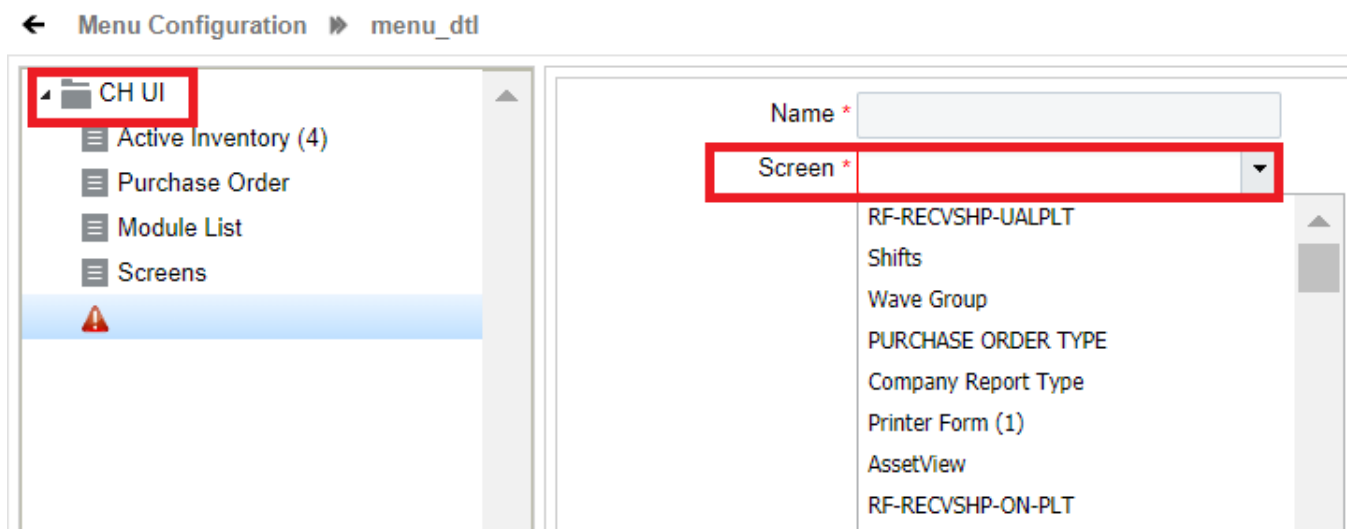 Menu Configuration menu_dtl
CH UI
Active Inventory (4)
Purchase Order
Module List
Screens
Name *
Screen *
RF-RECVSHP-UALPLT
Shifts
Wave Group
PURCHASE ORDER TYPE
Company Report Type
Printer Form (1)
AssetView
RF-RECVSHP-ON-PLT